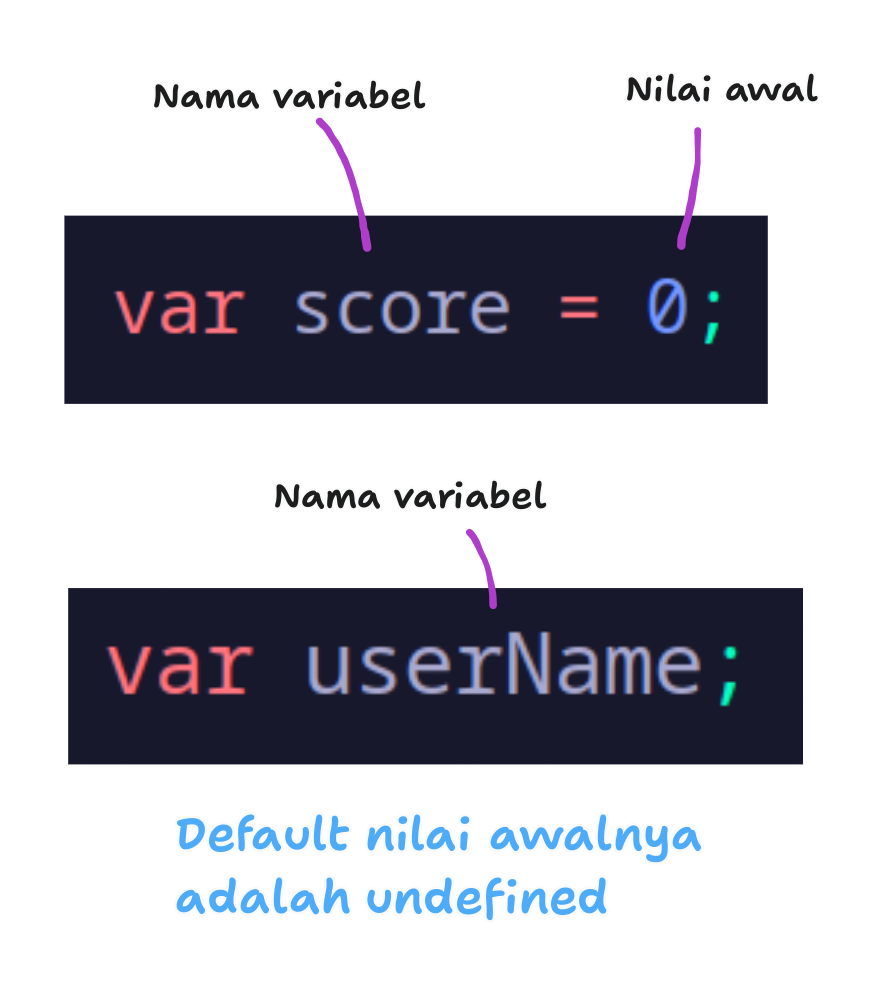 Nama variabel
Nilai awal
var score = 0;
Nama variabel
var userName;
Default nilai awalnya
adalah undefined